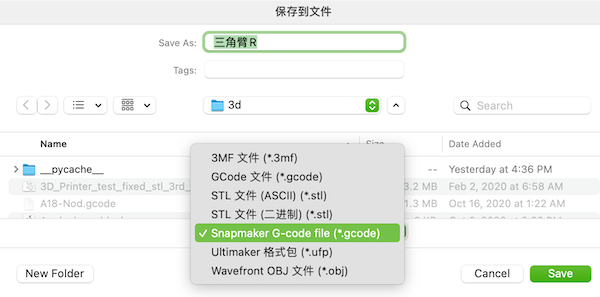 保存到文件
Save As: 三角臂R
Tags:
3d
Search
Name Size Date Added
__pycache__ -- Yesterday at 4:36 PM
3D_Printer_test_fixed_stl_3rd_ 3.2 MB Feb 2, 2020 at 6:58 AM
A18-Nod.gcode MB Oct 16, 2020 at 1:22 AM
3MF 文件 (*.3mf)
GCode 文件 (*.gcode)
STL 文件 (ASCII) (*.stl)
STL 文件 (二进制) (*.stl)
✓ Snapmaker G-code file (*.gcode)
Ultimaker 格式包 (*.ufp)
Wavefront OBJ 文件 (*.obj)
New Folder Cancel Save